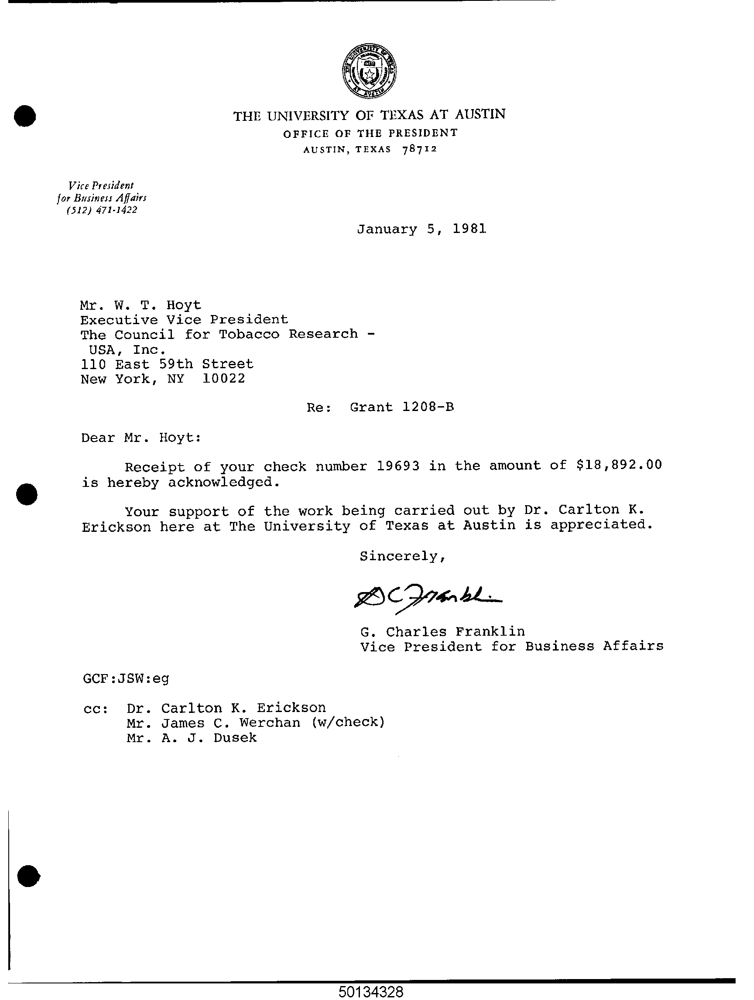 THE UNIVERSITY OF TEXAS AT AUSTIN
OFFICE OF THE PRESIDENT
AUSTIN, TEXAS 78712
Vice President
for Business Affairs
(512) 471-1422
January 5, 1981
Mr. W. T. Hoyt
Executive Vice President
The Council for Tobacco Research -
USA, Inc.
110 East 59th Street
New York, NY 10022
Re: Grant 1208-B
Dear Mr. Hoyt:
Receipt of your check number 19693 in the amount of $18,892.00
is hereby acknowledged.
Your support of the work being carried out by Dr. Carlton K.
Erickson here at The University of Texas at Austin is appreciated.
Sincerely,
G. Charles Franklin
Vice President for Business Affairs
GCF:JSW:eg
cc: Dr. Carlton K. Erickson
Mr. James C. Werchan (w/check)
Mr. A. J. Dusek
50134328